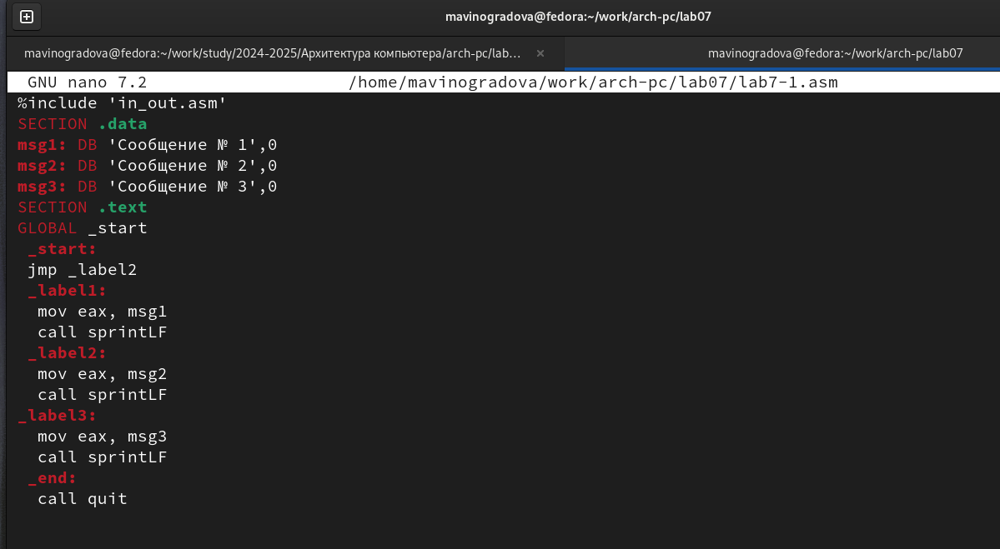 mavinogradova@fedora:~/work/arch-pc/lab07
mavinogradova@fedora:~/work/study/2024-2025/Архитектура компьютера/arch-pc/lab… ×
mavinogradova@fedora:~/work/arch-pc/lab07
GNU nano 7.2 /home/mavinogradova/work/arch-pc/lab07/lab7-1.asm
%include 'in_out.asm'
SECTION .data
msg1: DB 'Сообщение № 1',0
msg2: DB 'Сообщение № 2',0
msg3: DB 'Сообщение № 3',0
SECTION .text
GLOBAL _start
_start:
jmp _label2
_label1:
mov eax, msg1
call sprintLF
_label2:
mov eax, msg2
call sprintLF
_label3:
mov eax, msg3
call sprintLF
_end:
call quit